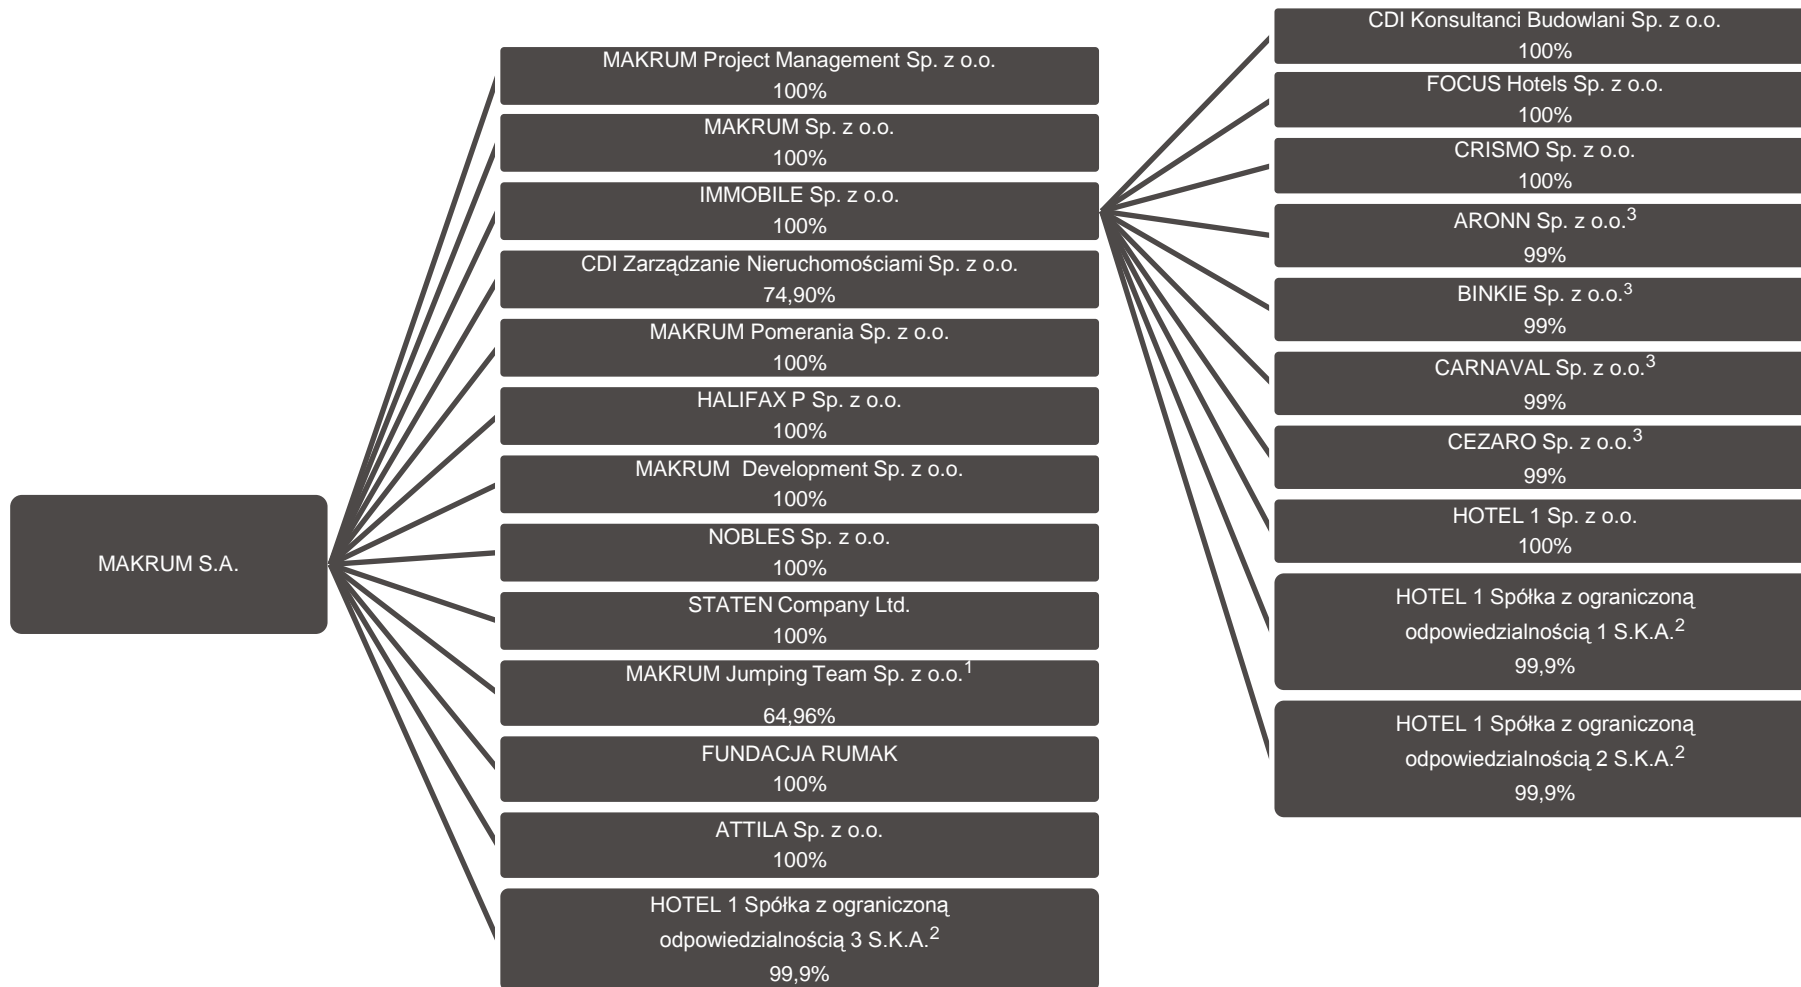 MAKRUM S.A.
MAKRUM Project Management Sp. z o.o.
100%
MAKRUM Sp. z o.o.
100%
IMMOBILE Sp. z o.o.
100%
CDI Zarządzanie Nieruchomościami Sp. z o.o.
74,90%
MAKRUM Pomerania Sp. z o.o.
100%
HALIFAX P Sp. z o.o.
100%
MAKRUM  Development Sp. z o.o.
100%
NOBLES Sp. z o.o.
100%
STATEN Company Ltd.
100%
MAKRUM Jumping Team Sp. z o.o.1
64,96%
FUNDACJA RUMAK
100%
ATTILA Sp. z o.o.
100%
HOTEL 1 Spółka z ograniczoną
odpowiedzialnością 3 S.K.A.2
99,9%
CDI Konsultanci Budowlani Sp. z o.o.
100%
FOCUS Hotels Sp. z o.o.
100%
CRISMO Sp. z o.o.
100%
ARONN Sp. z o.o.3
99%
BINKIE Sp. z o.o.3
99%
CARNAVAL Sp. z o.o.3
99%
CEZARO Sp. z o.o.3
99%
HOTEL 1 Sp. z o.o.
100%
HOTEL 1 Spółka z ograniczoną
odpowiedzialnością 1 S.K.A.2
99,9%
HOTEL 1 Spółka z ograniczoną
odpowiedzialnością 2 S.K.A.2
99,9%